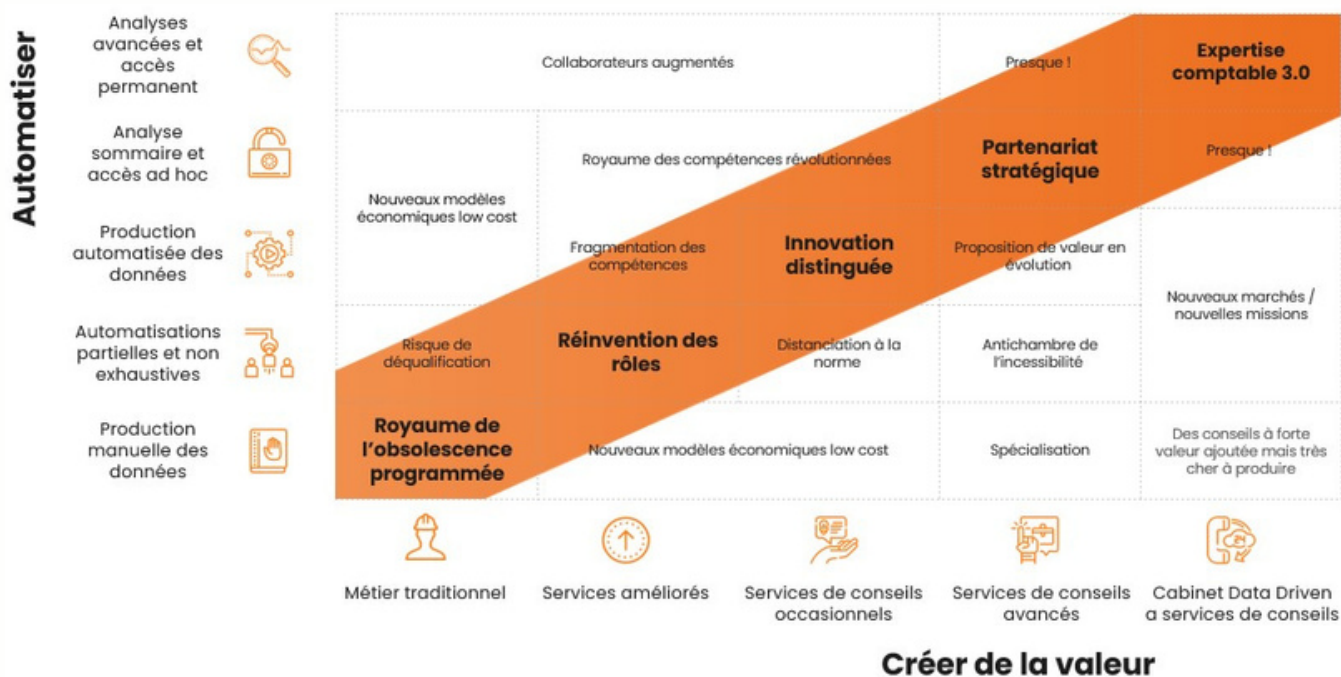 Automatiser
Analyses
avancées et
accès
permanent
Collaborateurs augmentés
Presque !
Expertise
comptable 3.0
Analyse
sommaire et
accès ad hoc
Nouveaux modèles
économiques low cost
Royaume des compétences révolutionnées
Partenariat
stratégique
Presque !
Production
automatisée des
données
Fragmentation des
compétences
Innovation
distinguée
Proposition de valeur en
évolution
Nouveaux marchés /
nouvelles missions
Automatisations
partielles et non
exhaustives
Risque de
déqualification
Réinvention des
rôles
Distanciation à la
norme
Antichambre de
l'incessibilité
Production
manuelle des
données
Royaume de
l'obsolescence
programmée
Nouveaux modèles économiques low cost
Spécialisation
Des conseils à forte
valeur ajoutée mais très
cher à produire
24
Métier traditionnel
Services améliorés
Services de conseils
occasionnels
Services de conseils
avancés
Cabinet Data Driven
a services de conseils
Créer de la valeur